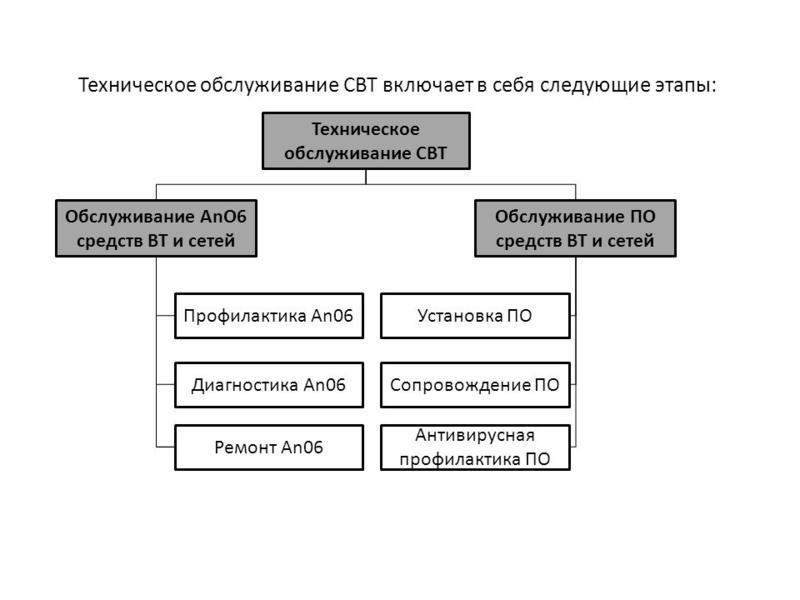 Техническое обслуживание СВТ включает в себя следующие этапы:
Техническое
обслуживание СВТ
Обслуживание АпО6
средств ВТ и сетей
Обслуживание ПО
средств ВТ и сетей
Профилактика Ап06
Установка ПО
Диагностика Ап06
Сопровождение ПО
Ремонт Ап06
Антивирусная
профилактика ПО